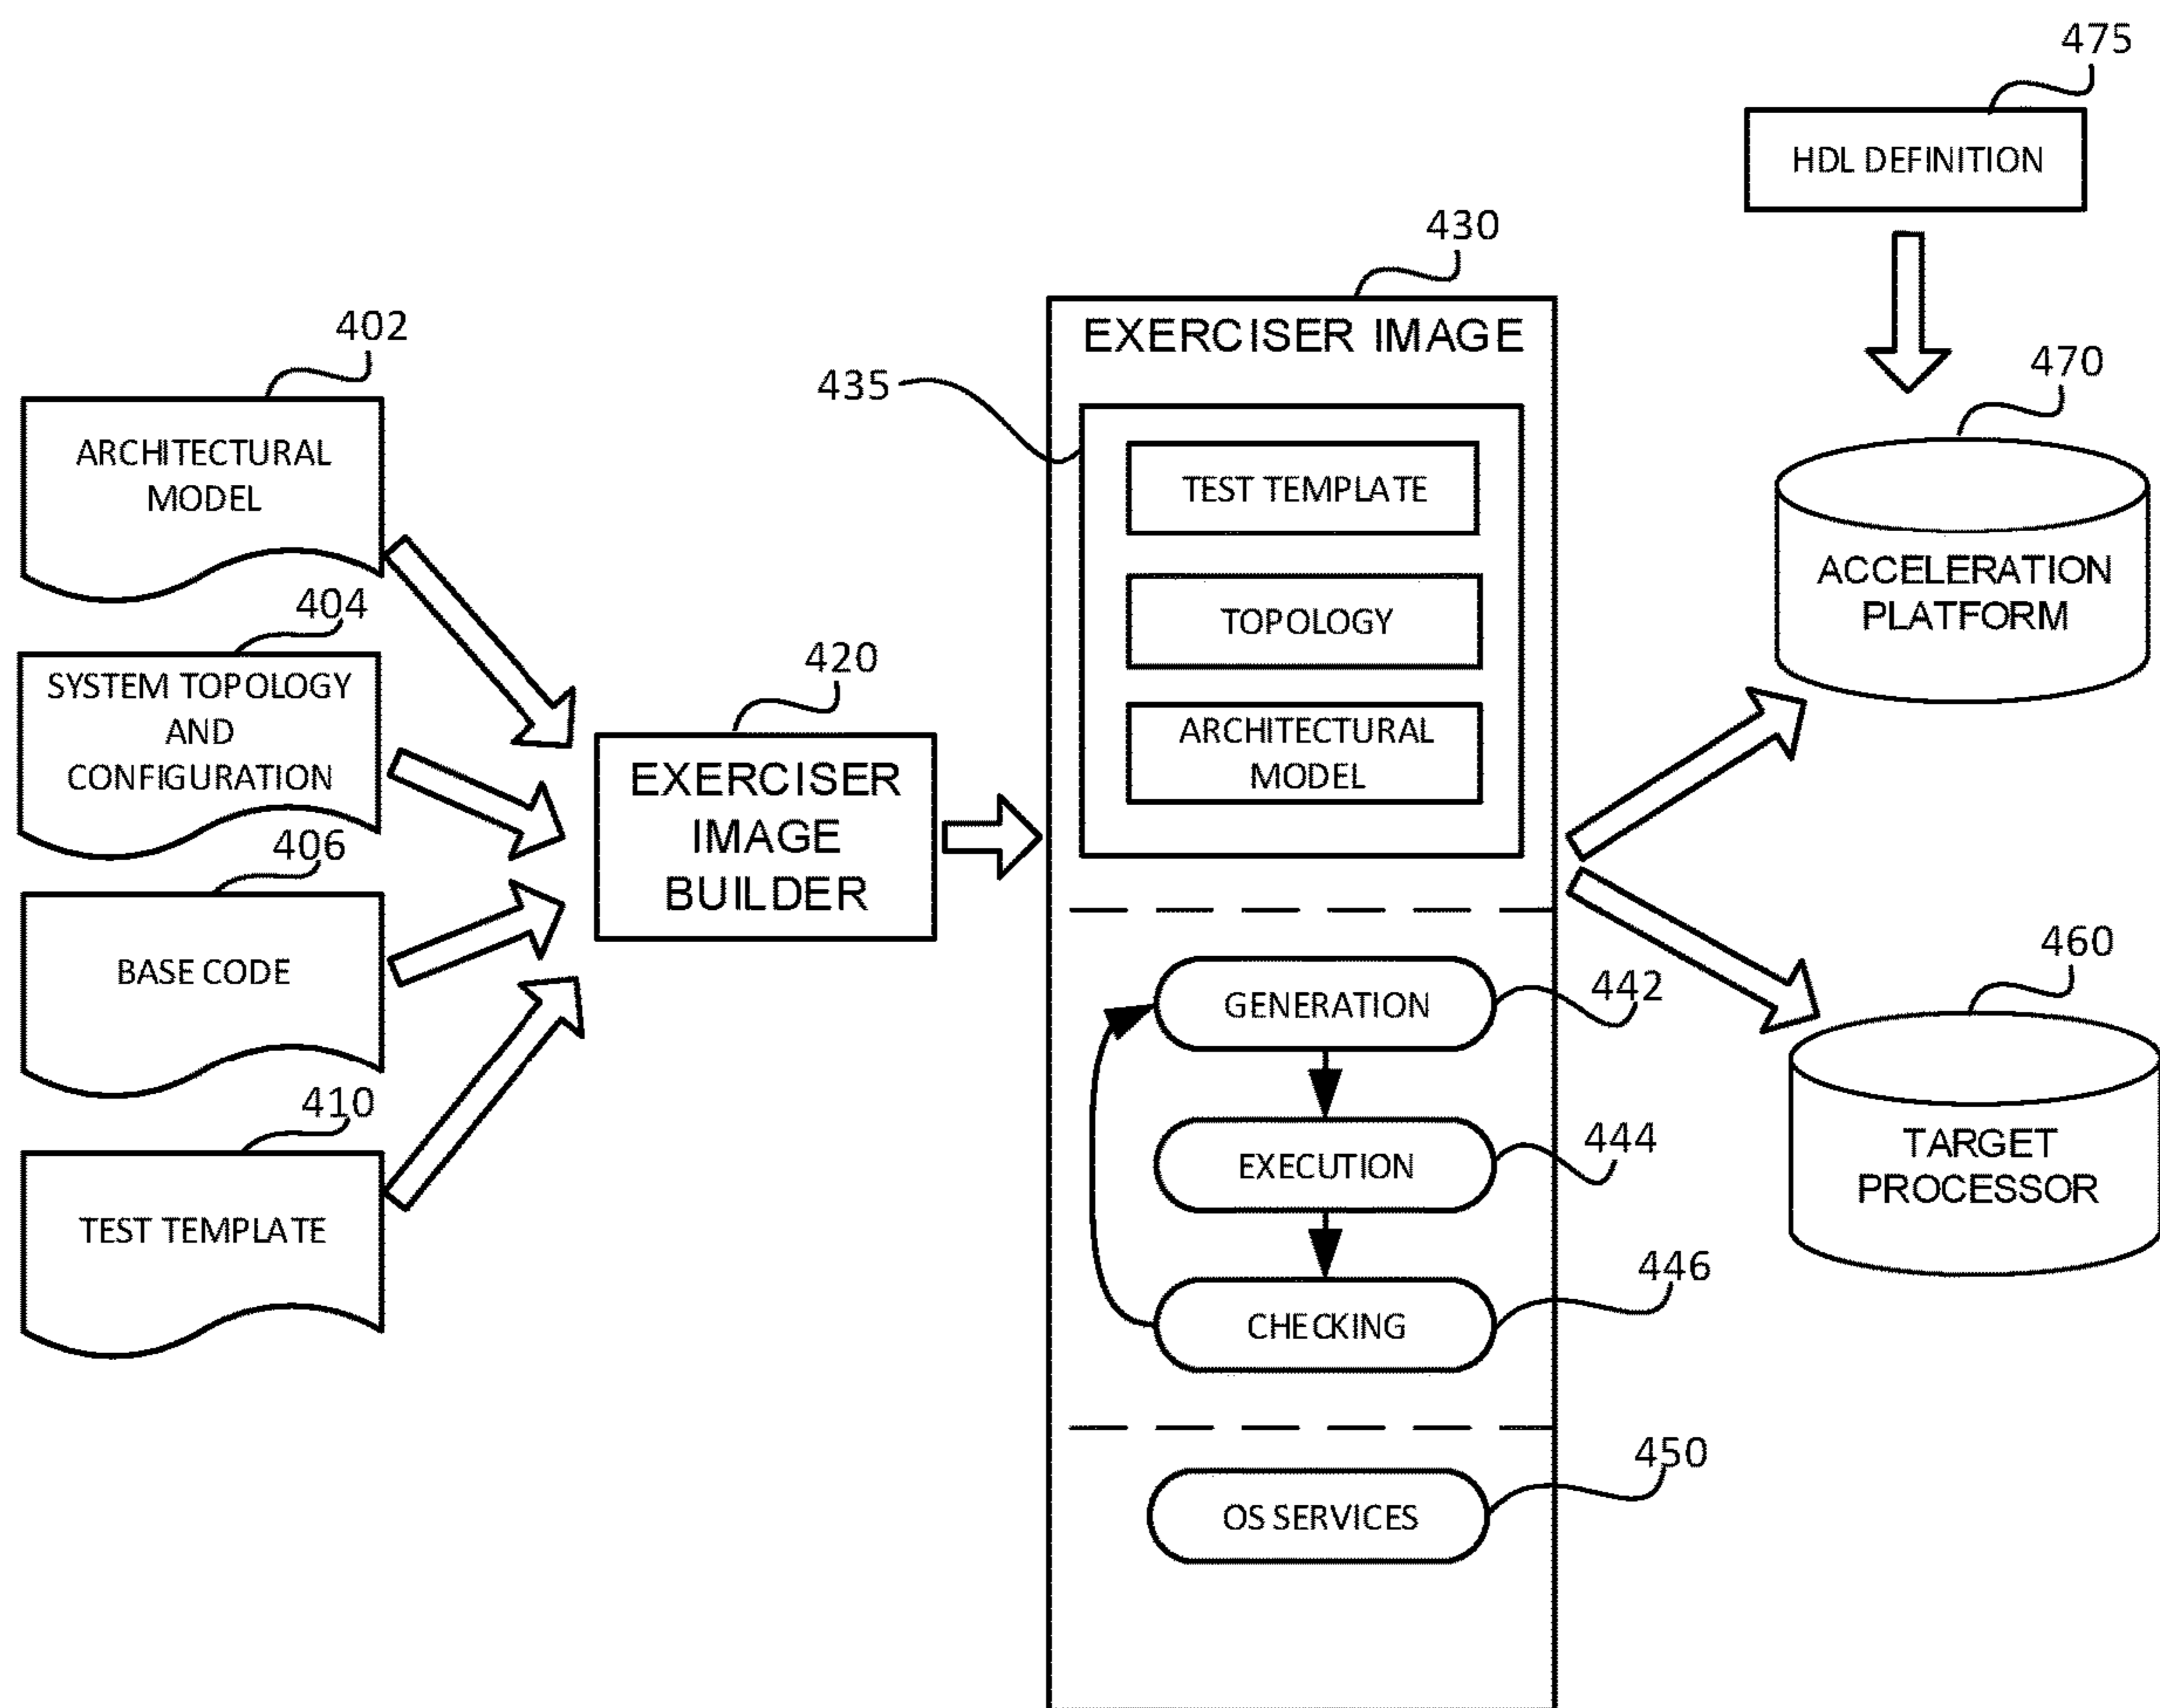 475
HDL DEFINITION
430
402
EXERCISER IMAGE
470
435
ARCHITECTURAL
MODEL
TEST TEMPLATE
ACCELERATION
PLATFORM
404
TOPOLOGY
SYSTEM TOPOLOGY
AND
CONFIGURATION
420
ARCHITECTURAL
MODEL
EXERCISER
IMAGE
BUILDER
406
BASE CODE
460
442
GENERATION
410
444
EXECUTION
TARGET
PROCESSOR
TEST TEMPLATE
446
CHECKING
450
OS SERVICES